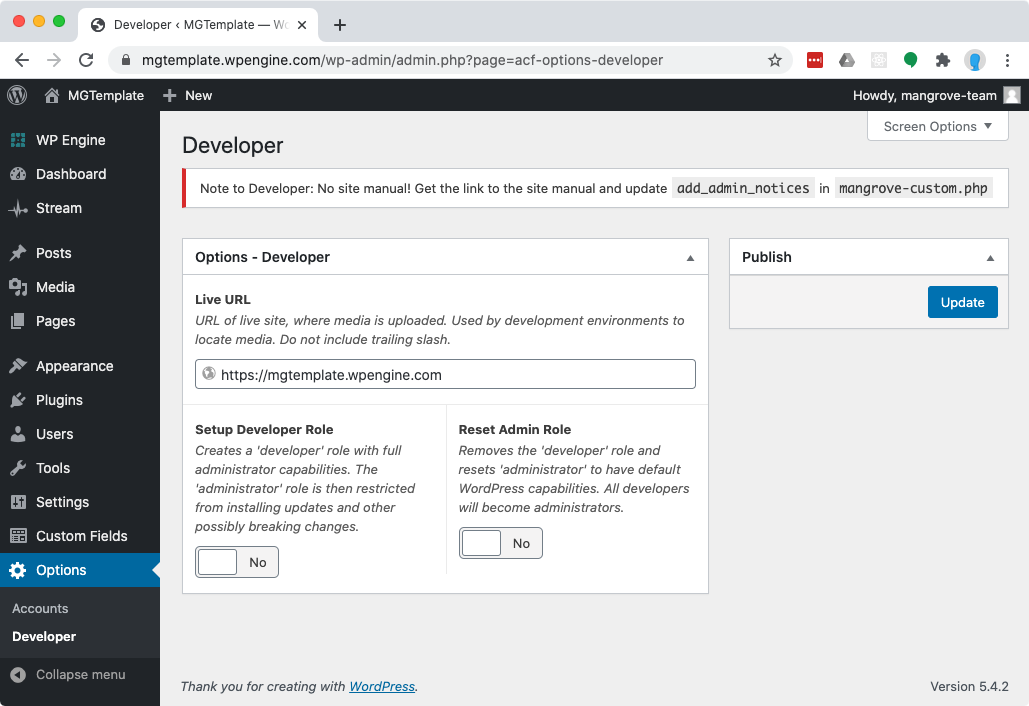 Developer ‹ MGTemplate — Wo
mgtemplate.wpengine.com/wp-admin/admin.php?page=acf-options-developer
MGTemplate
New
Howdy, mangrove-team
Screen Options
WP Engine
Dashboard
Stream
Posts
Media
Pages
Appearance
Plugins
Users
Tools
Settings
Custom Fields
Options
Accounts
Developer
Collapse menu
Developer
Note to Developer: No site manual! Get the link to the site manual and update add_admin_notices in mangrove-custom.php
Options - Developer
Live URL
URL of live site, where media is uploaded. Used by development environments to
locate media. Do not include trailing slash.
https://mgtemplate.wpengine.com
Setup Developer Role
Creates a 'developer' role with full
administrator capabilities. The
'administrator' role is then restricted
from installing updates and other
possibly breaking changes.
No
Reset Admin Role
Removes the 'developer' role and
resets 'administrator' to have default
WordPress capabilities. All developers
will become administrators.
No
Publish
Update
Thank you for creating with WordPress.
Version 5.4.2